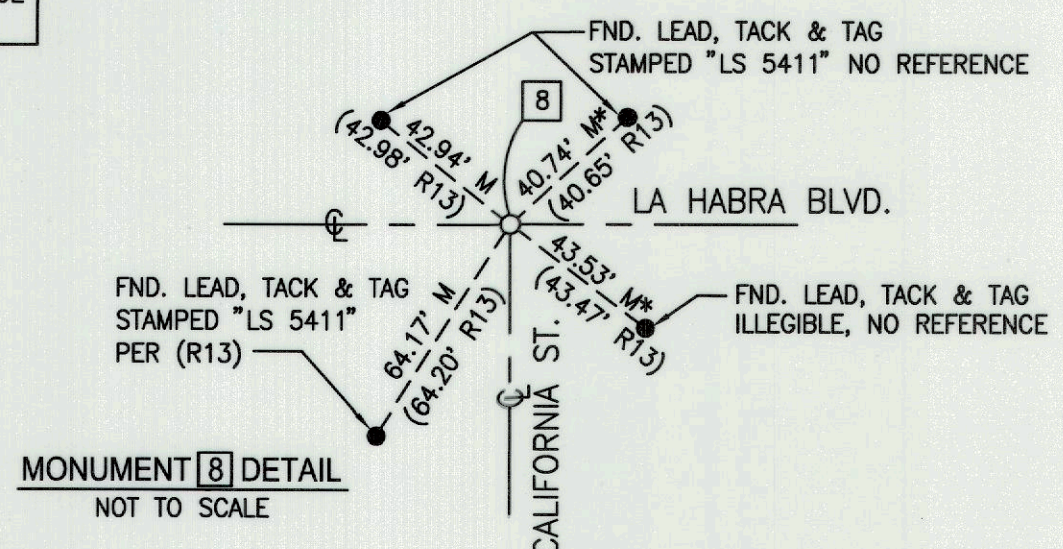 FND. LEAD, TACK & TAG
STAMPED "LS 5411" NO REFERENCE
8
42.94' M
(42.98' R13)
40.74' M*
(40.65' R13)
LA HABRA BLVD.
℄
43.53' M*
(43.47' R13)
FND. LEAD, TACK & TAG
ILLEGIBLE, NO REFERENCE
FND. LEAD, TACK & TAG
STAMPED "LS 5411"
PER (R13)
64.17' M
(64.20' R13)
℄
CALIFORNIA ST.
MONUMENT 8 DETAIL
NOT TO SCALE